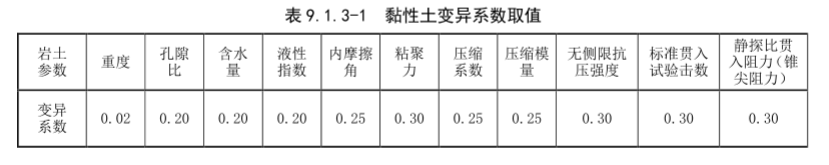 表 9.1.3-1 黏性土变异系数取值
岩土参数 重度 孔隙比 含水量 液性指数 内摩擦角 粘聚力 压缩系数 压缩模量 无侧限抗压强度 标准贯入试验击数 静探比贯入阻力(锥尖阻力)
变异系数 0.02 0.20 0.20 0.20 0.25 0.30 0.25 0.25 0.30 0.30 0.30